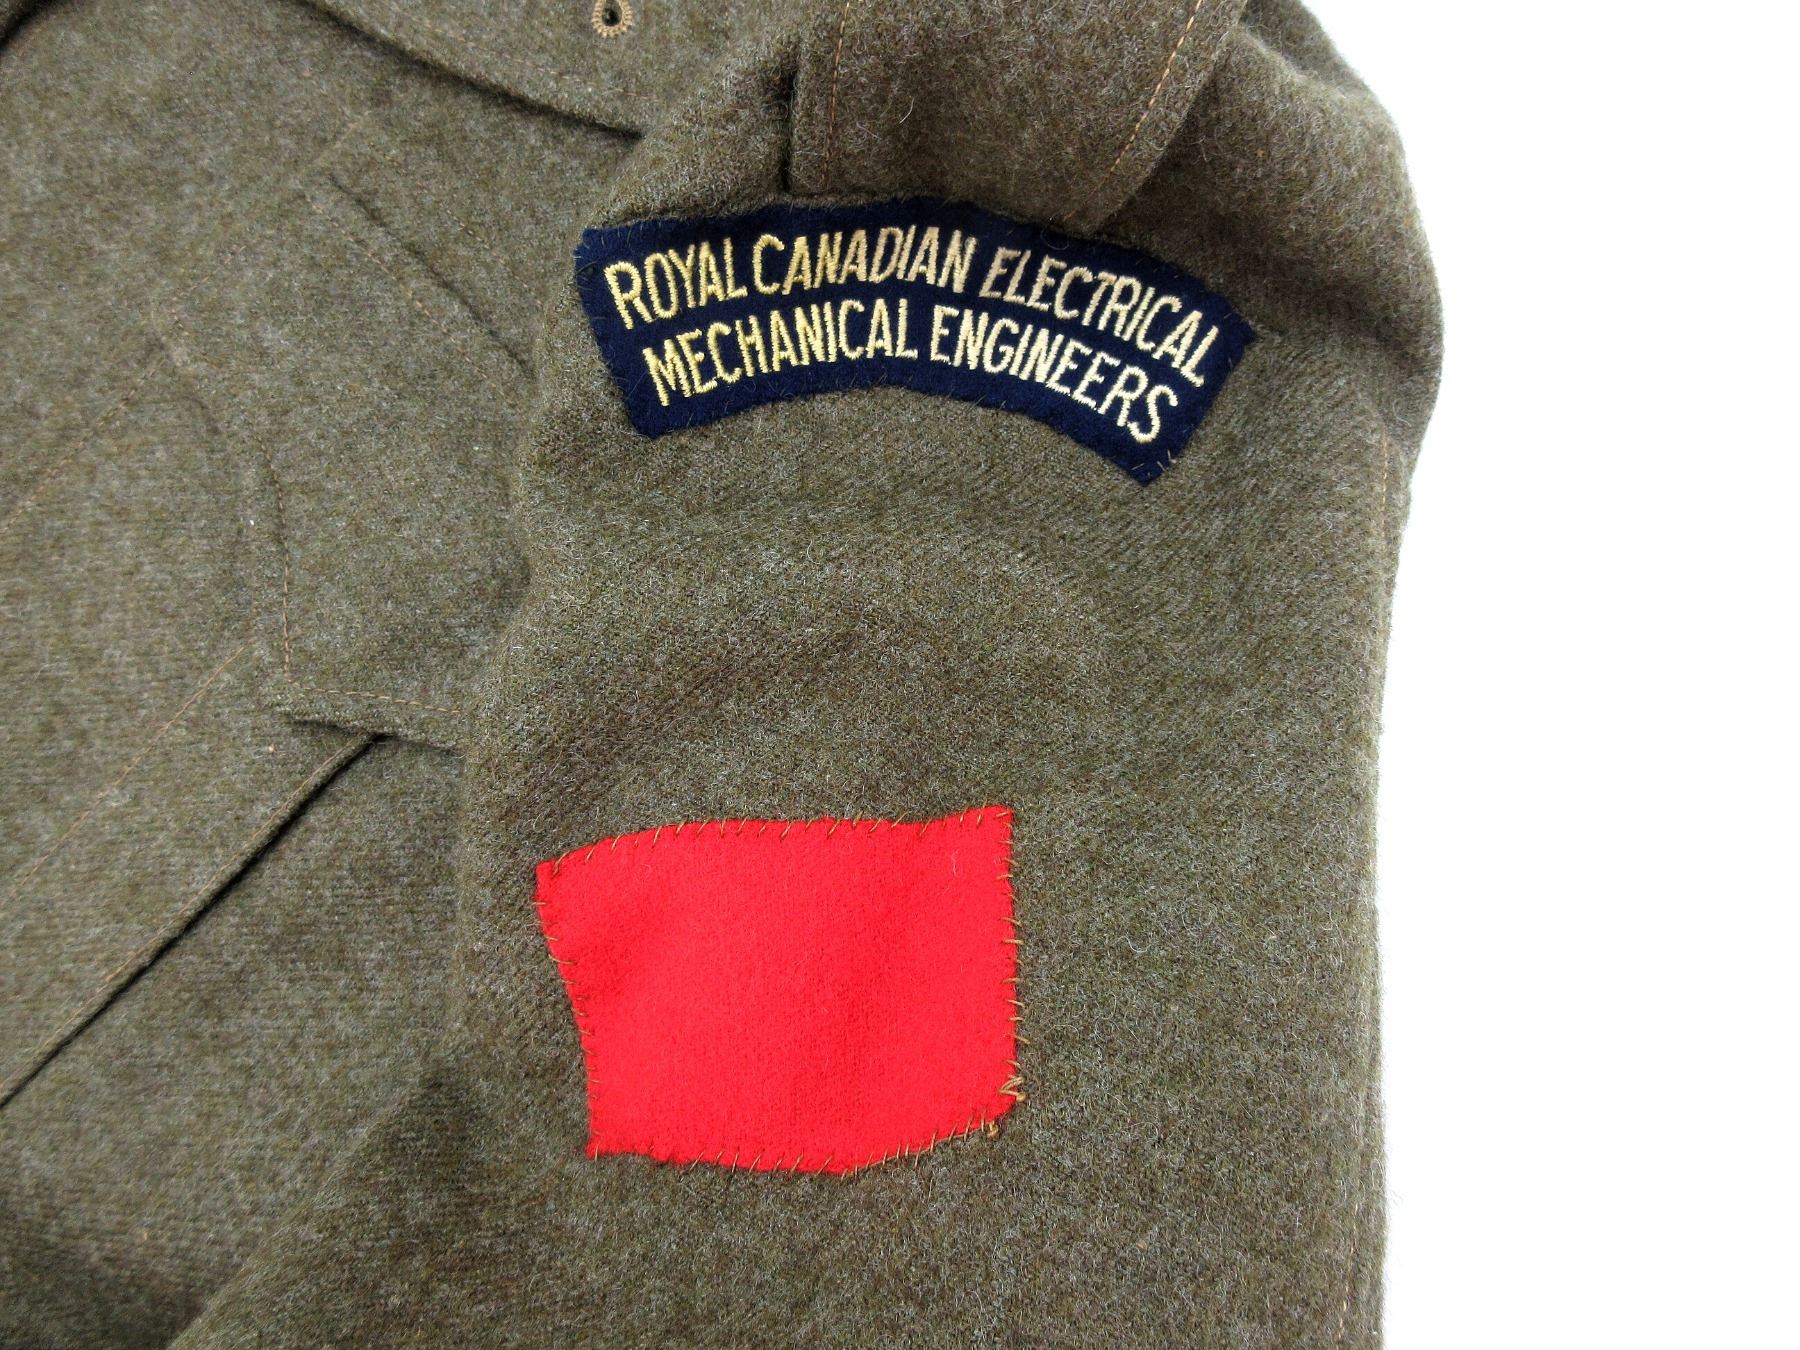 ROYAL CANADIAN ELECTRICAL
MECHANICAL ENGINEERS